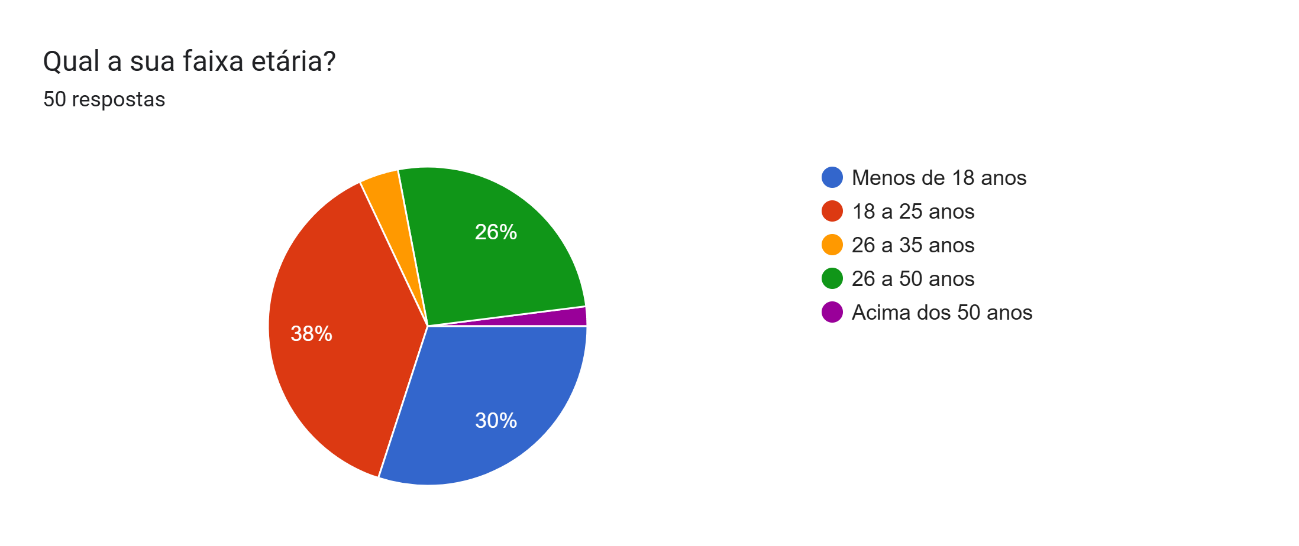 Qual a sua faixa etária?
50 respostas
26%
38%
30%
Menos de 18 anos
18 a 25 anos
26 a 35 anos
26 a 50 anos
Acima dos 50 anos